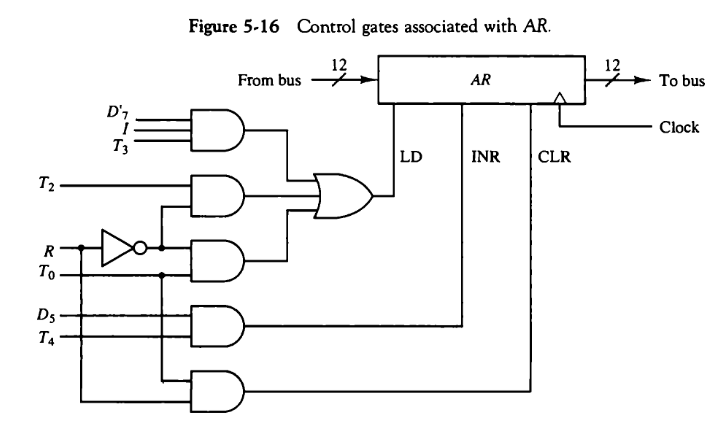 Figure 5-16 Control gates associated with AR.
From bus 12 AR 12 To bus
Clock
LD INR CLR
D'7
I
T3
T2
R
T0
D5
T4